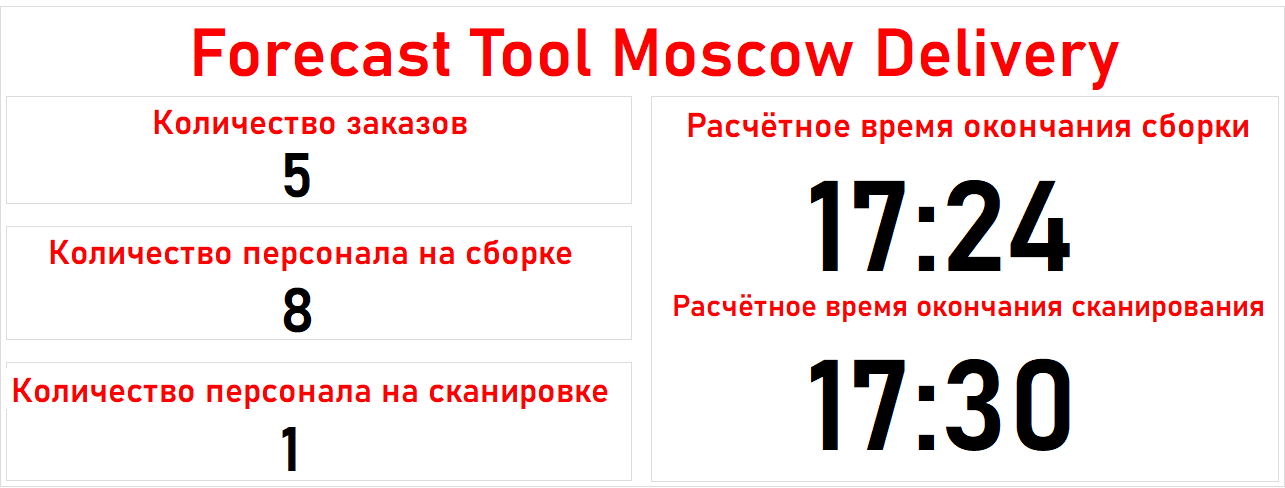 Forecast Tool Moscow Delivery
Количество заказов
5
Количество персонала на сборке
8
Количество персонала на сканировке
1
Расчётное время окончания сборки
17:24
Расчётное время окончания сканирования
17:30